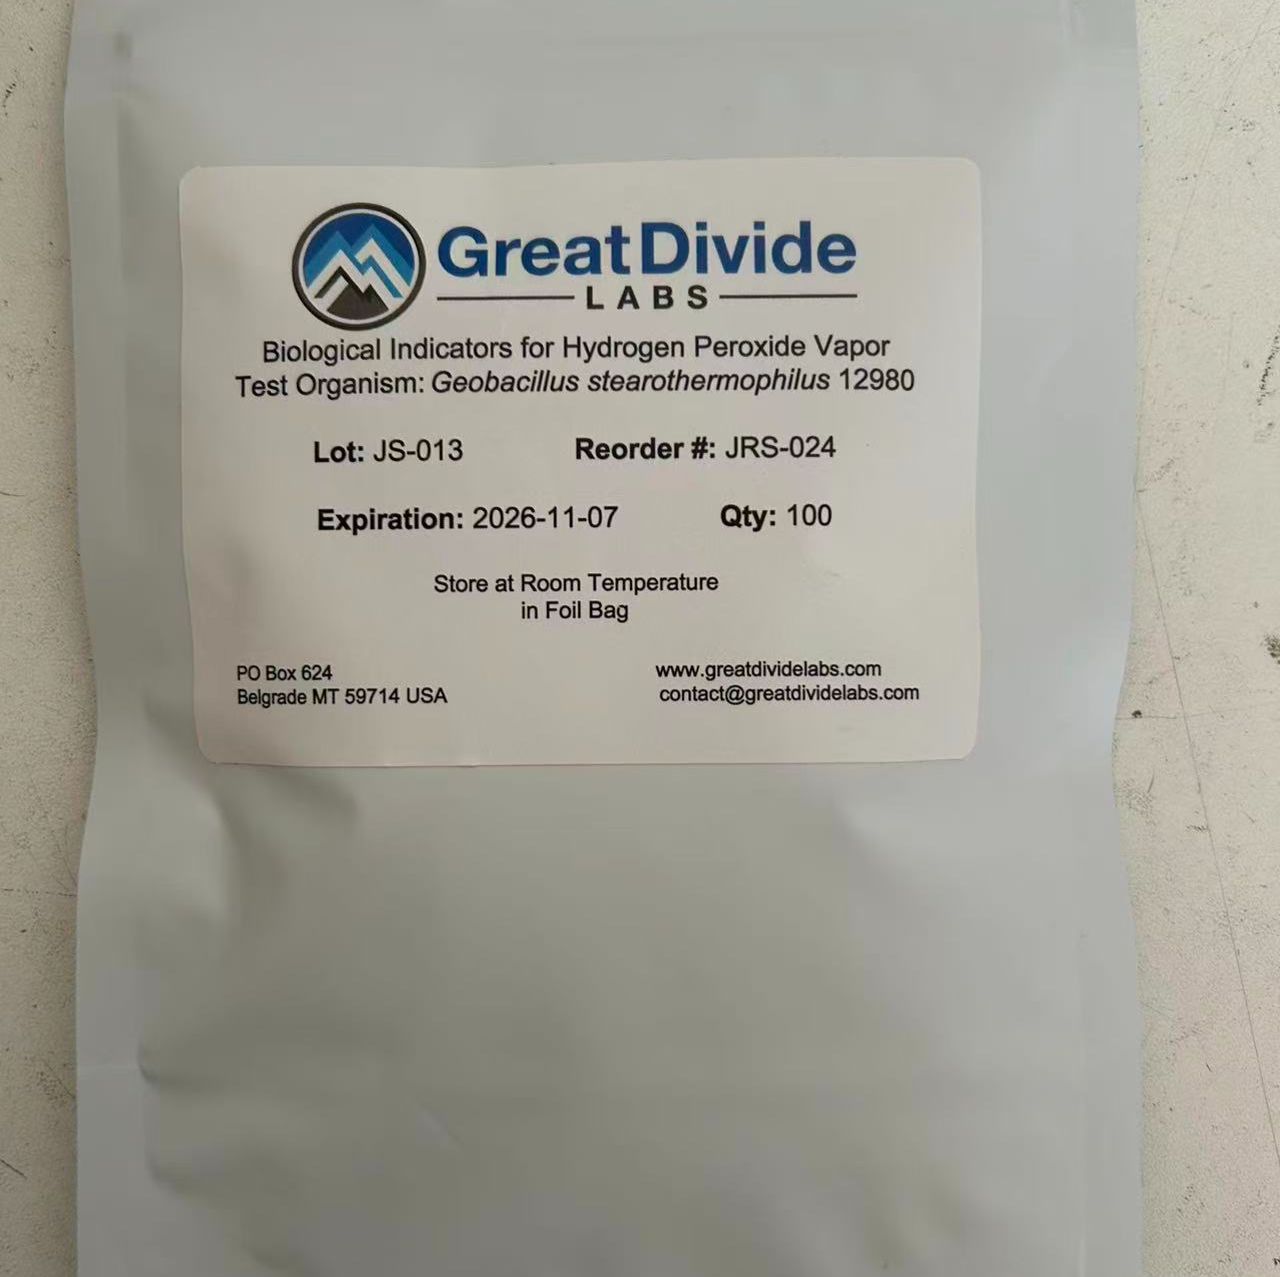 GreatDivide
LABS
Biological Indicators for Hydrogen Peroxide Vapor
Test Organism: Geobacillus stearothermophilus 12980
Lot: JS-013 Reorder #: JRS-024
Expiration: 2026-11-07 Qty: 100
Store at Room Temperature
in Foil Bag
PO Box 624 www.greatdividelabs.com
Belgrade MT 59714 USA contact@greatdividelabs.com